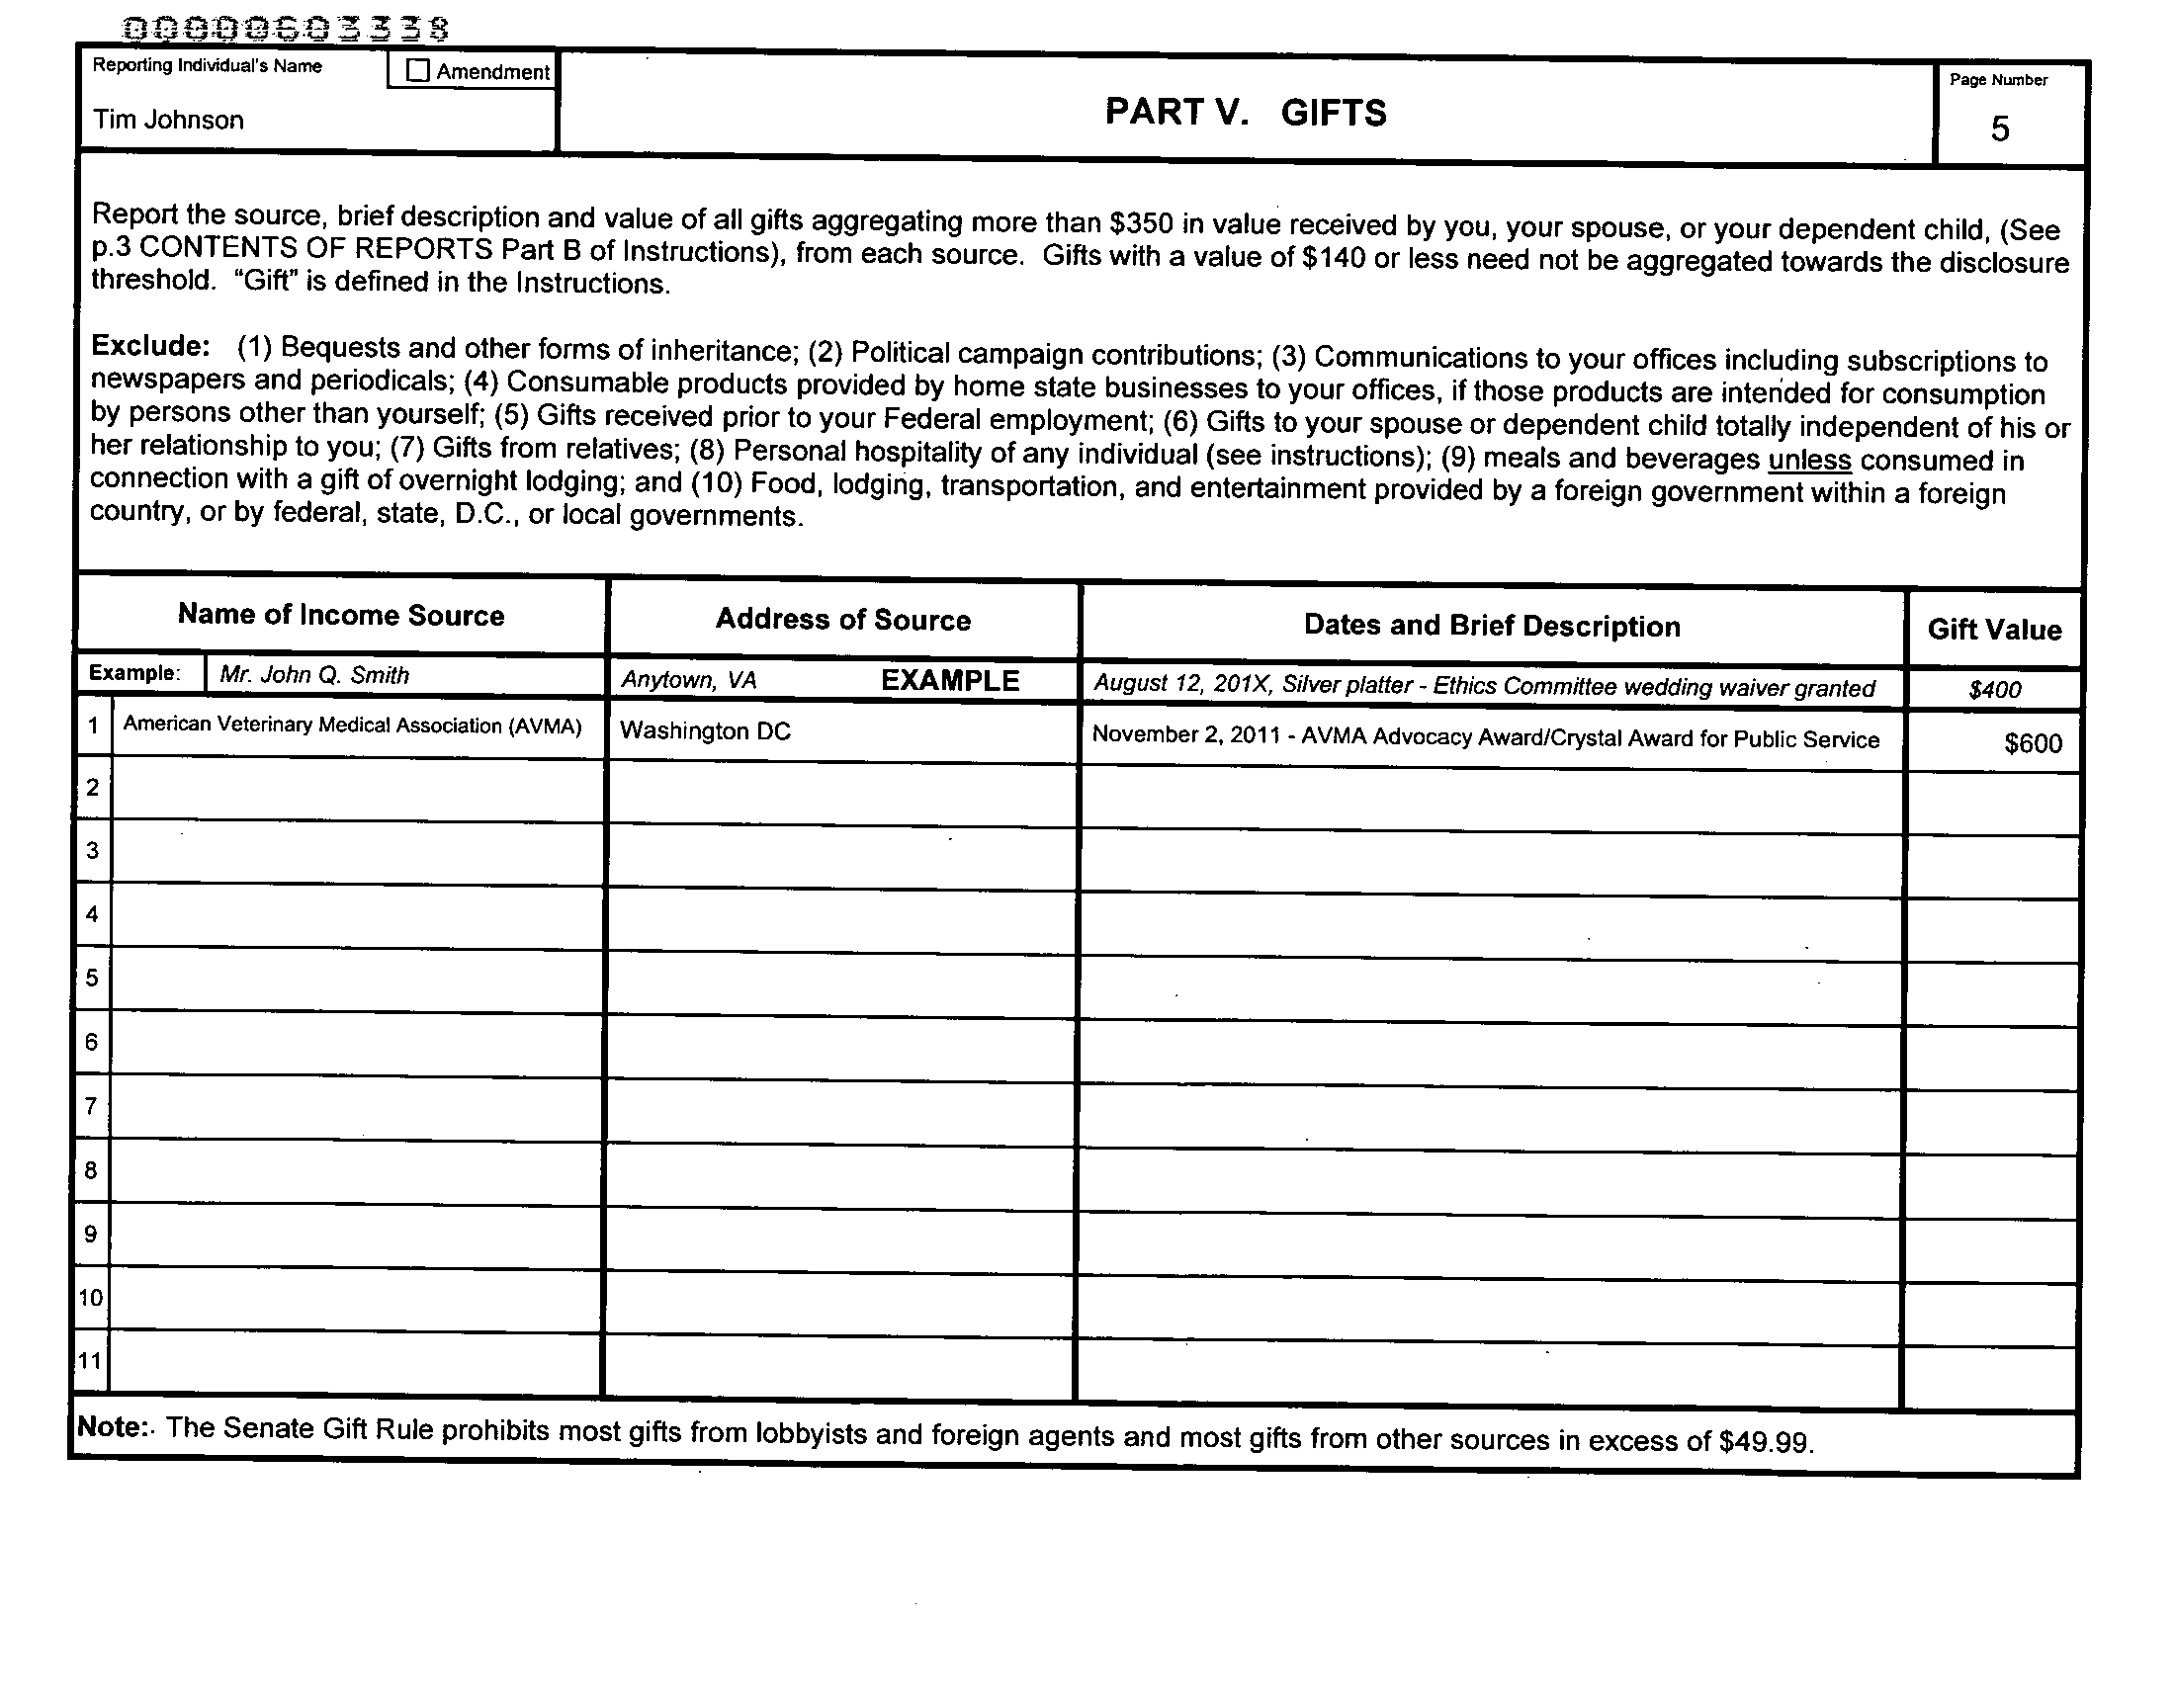 00000603338
Reporting Individual's Name
Amendment
Tim Johnson
PART V. GIFTS
Page Number
5
Report the source, brief description and value of all gifts aggregating more than $350 in value received by you, your spouse, or your dependent child, (See
p.3 CONTENTS OF REPORTS Part B of Instructions), from each source. Gifts with a value of $140 or less need not be aggregated towards the disclosure
threshold. “Gift” is defined in the Instructions.
Exclude: (1) Bequests and other forms of inheritance; (2) Political campaign contributions; (3) Communications to your offices including subscriptions to
newspapers and periodicals; (4) Consumable products provided by home state businesses to your offices, if those products are intended for consumption
by persons other than yourself; (5) Gifts received prior to your Federal employment; (6) Gifts to your spouse or dependent child totally independent of his or
her relationship to you; (7) Gifts from relatives; (8) Personal hospitality of any individual (see instructions); (9) meals and beverages unless consumed in
connection with a gift of overnight lodging; and (10) Food, lodging, transportation, and entertainment provided by a foreign government within a foreign
country, or by federal, state, D.C., or local governments.
Name of Income Source Address of Source Dates and Brief Description Gift Value
Example: Mr. John Q. Smith Anytown, VA EXAMPLE August 12, 201X, Silver platter - Ethics Committee wedding waiver granted $400
1 American Veterinary Medical Association (AVMA) Washington DC November 2, 2011 - AVMA Advocacy Award/Crystal Award for Public Service $600
2
3
4
5
6
7
8
9
10
11
Note:. The Senate Gift Rule prohibits most gifts from lobbyists and foreign agents and most gifts from other sources in excess of $49.99.